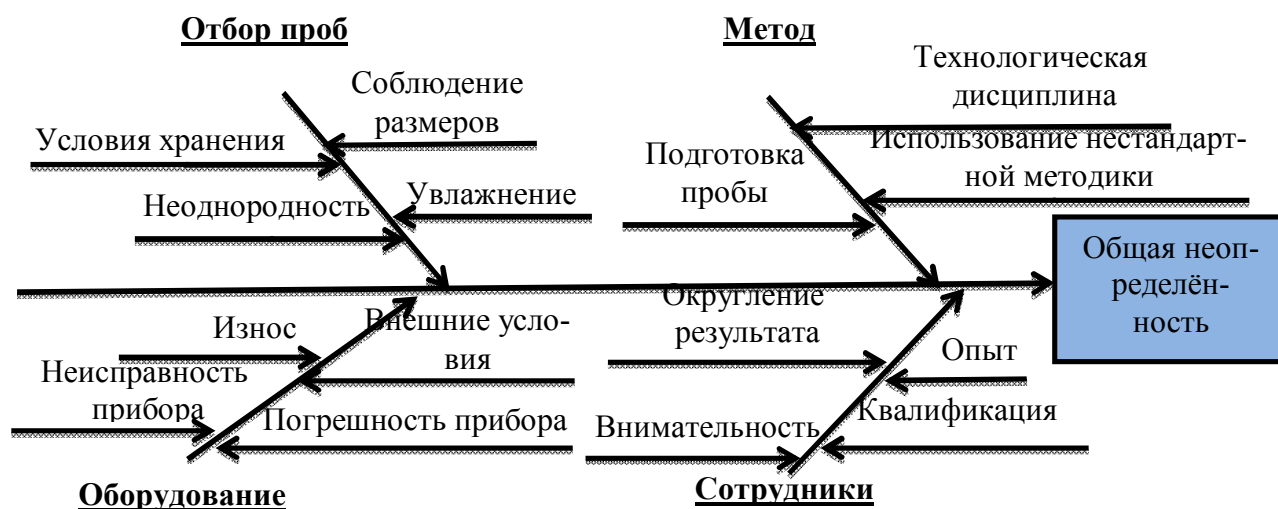 Отбор проб
Метод
Соблюдение
размеров
Условия хранения
Неоднородность
Увлажнение
Технологическая
дисциплина
Использование нестандарт-
ной методики
Подготовка
пробы
Общая неоп-
ределён-
ность
Износ
Внешние усло-
вия
Неисправность
прибора
Погрешность прибора
Округление
результата
Опыт
Квалификация
Внимательность
Оборудование
Сотрудники